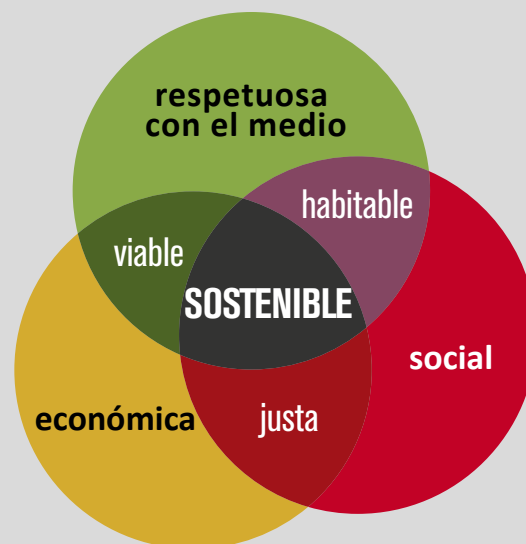 respetuosa
con el medio
habitable
viable
SOSTENIBLE
social
económica
justa